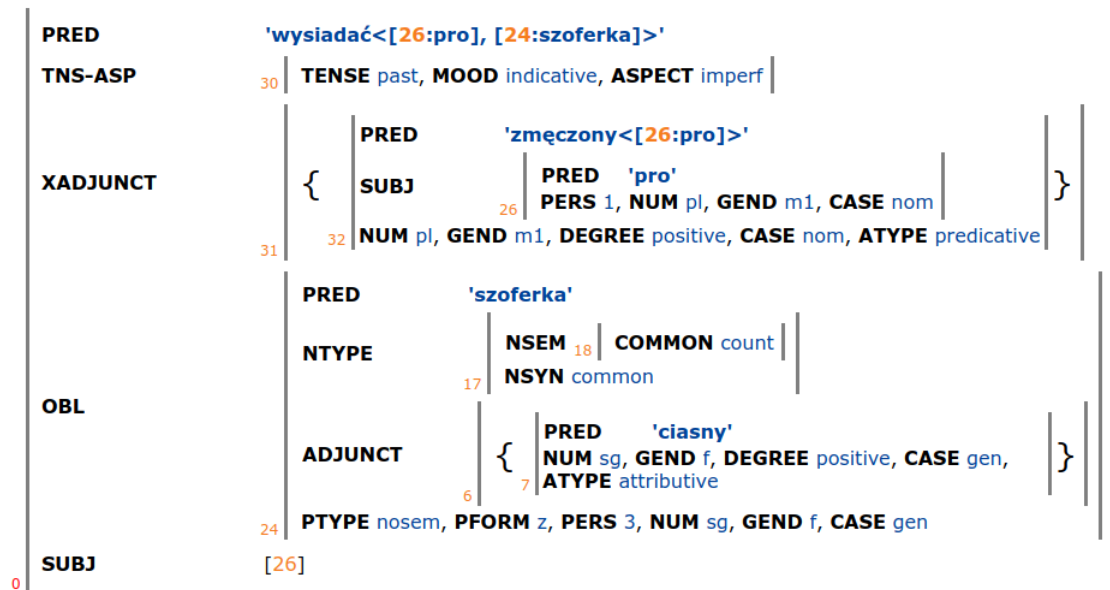 PRED 'wysiadać<[26:pro], [24:szoferka]>'
TNS-ASP 30 TENSE past, MOOD indicative, ASPECT imperf
PRED 'zmęczony<[26:pro]>'
XADJUNCT { SUBJ PRED 'pro' }
26 PERS 1, NUM pl, GEND m1, CASE nom
31 32 NUM pl, GEND m1, DEGREE positive, CASE nom, ATYPE predicative
PRED 'szoferka'
NTYPE NSEM 18 COMMON count
17 NSYN common
OBL
PRED 'ciasny'
ADJUNCT { NUM sg, GEND f, DEGREE positive, CASE gen, }
6 7 ATYPE attributive
24 PTYPE nosem, PFORM z, PERS 3, NUM sg, GEND f, CASE gen
SUBJ [26]
0